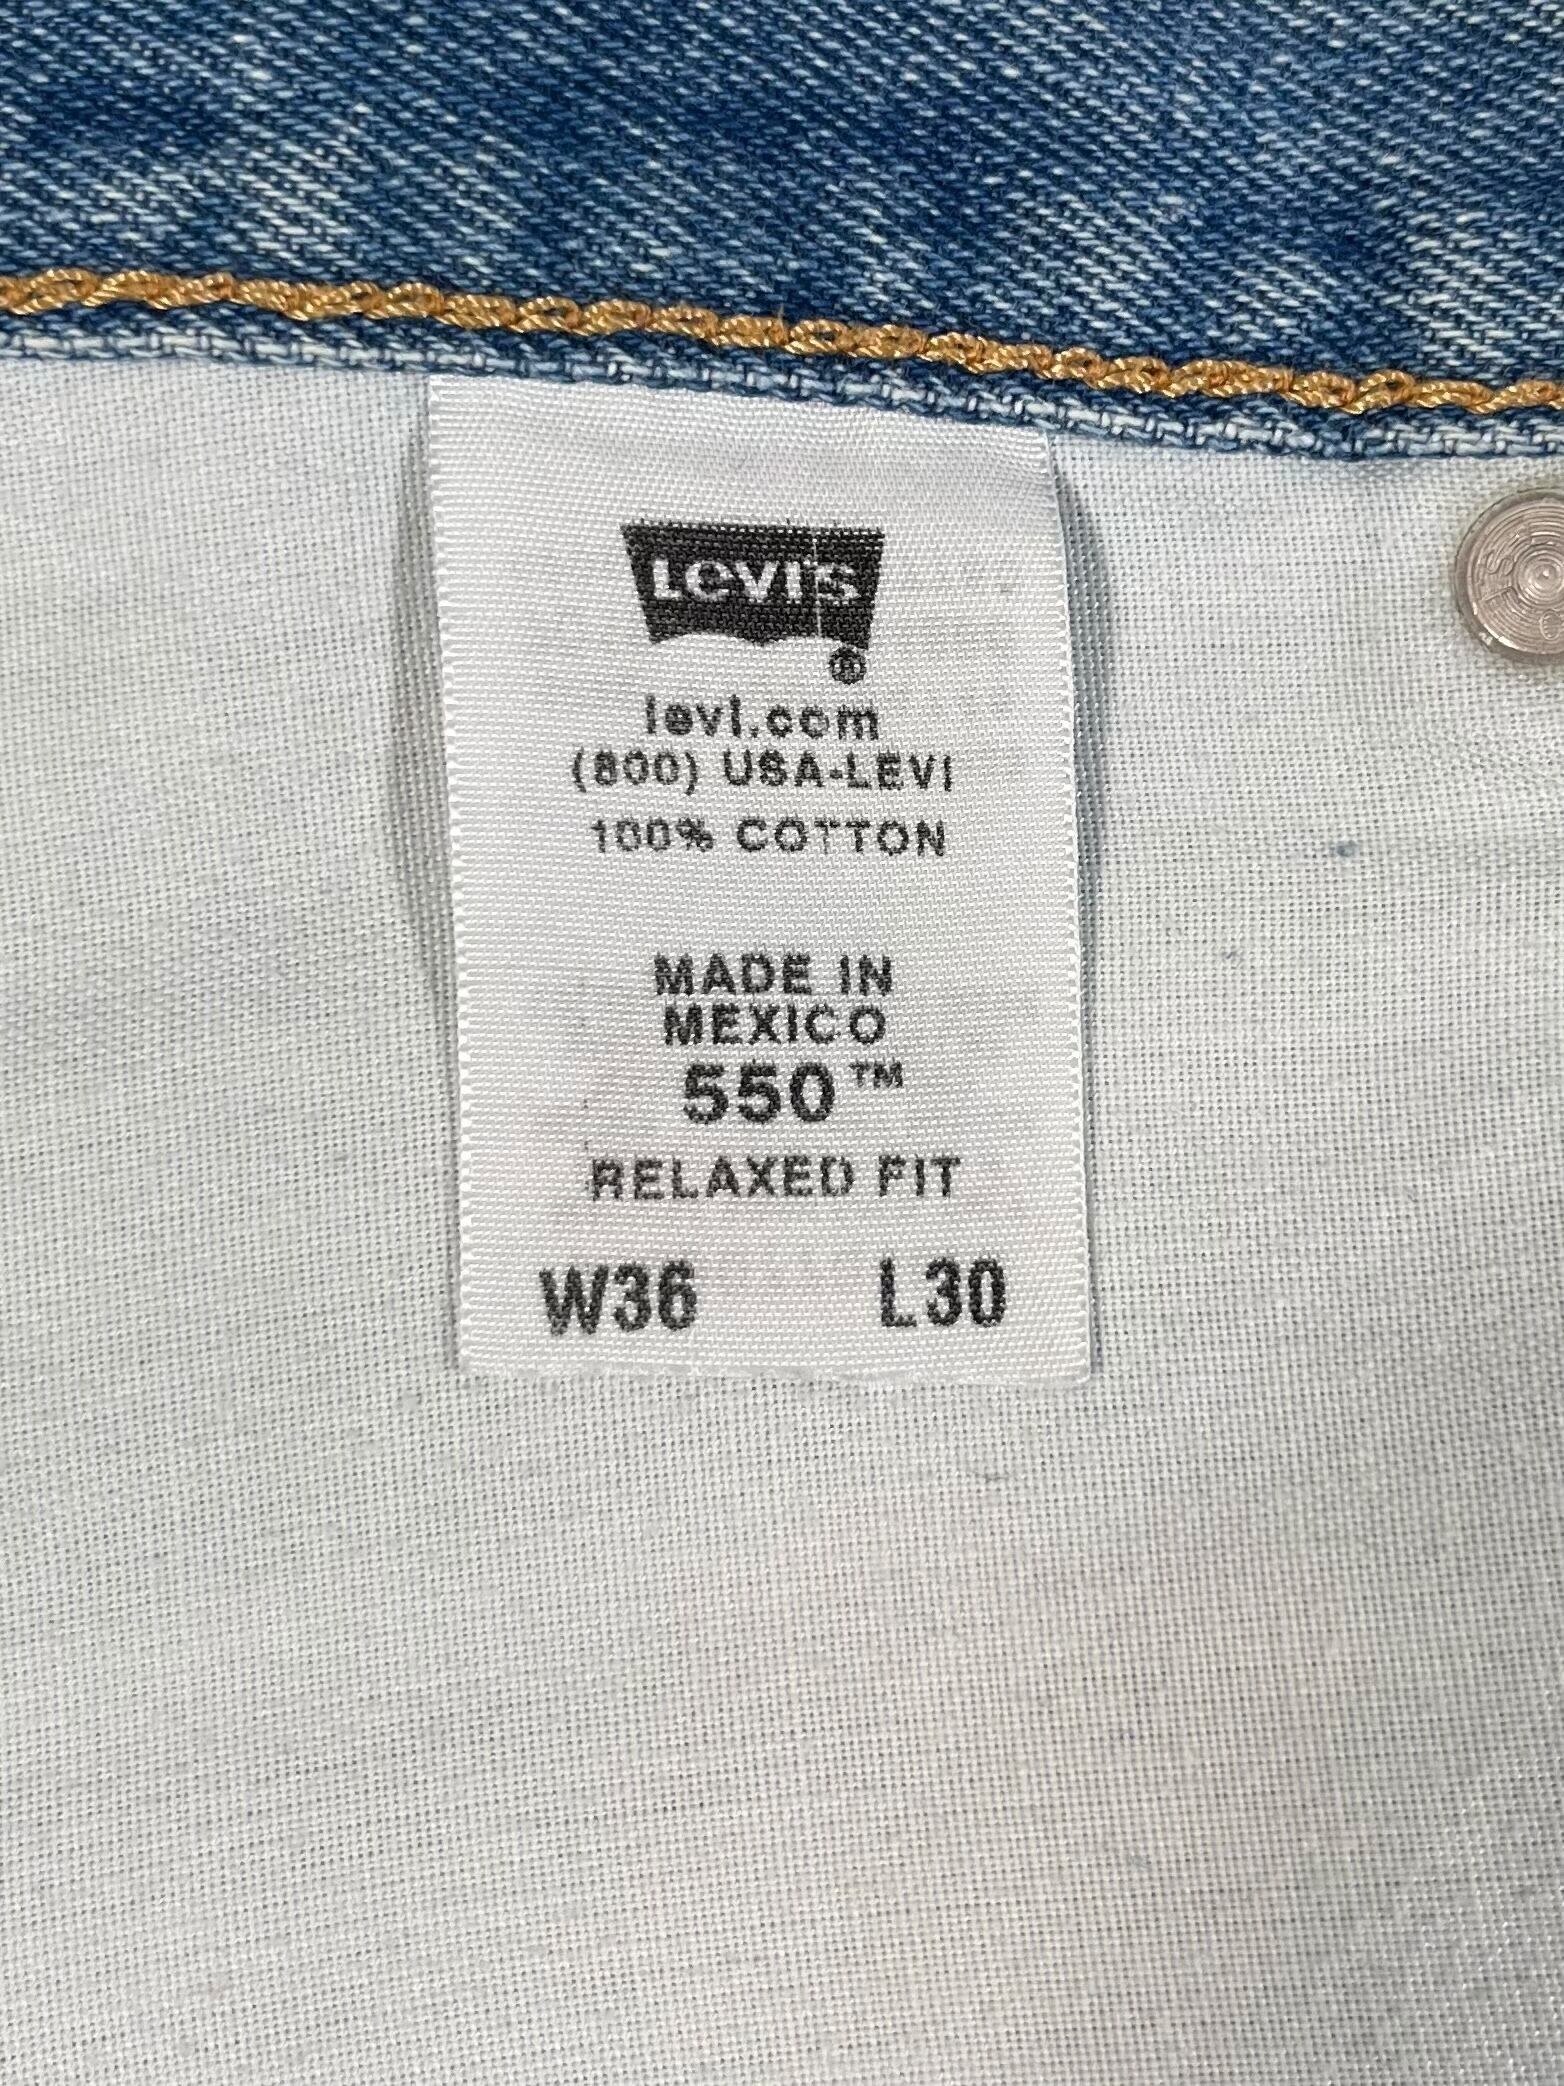 LEVI'S
®
levi.com
(800) USA-LEVI
100% COTTON
MADE IN
MEXICO
550™
RELAXED FIT
W36 L30